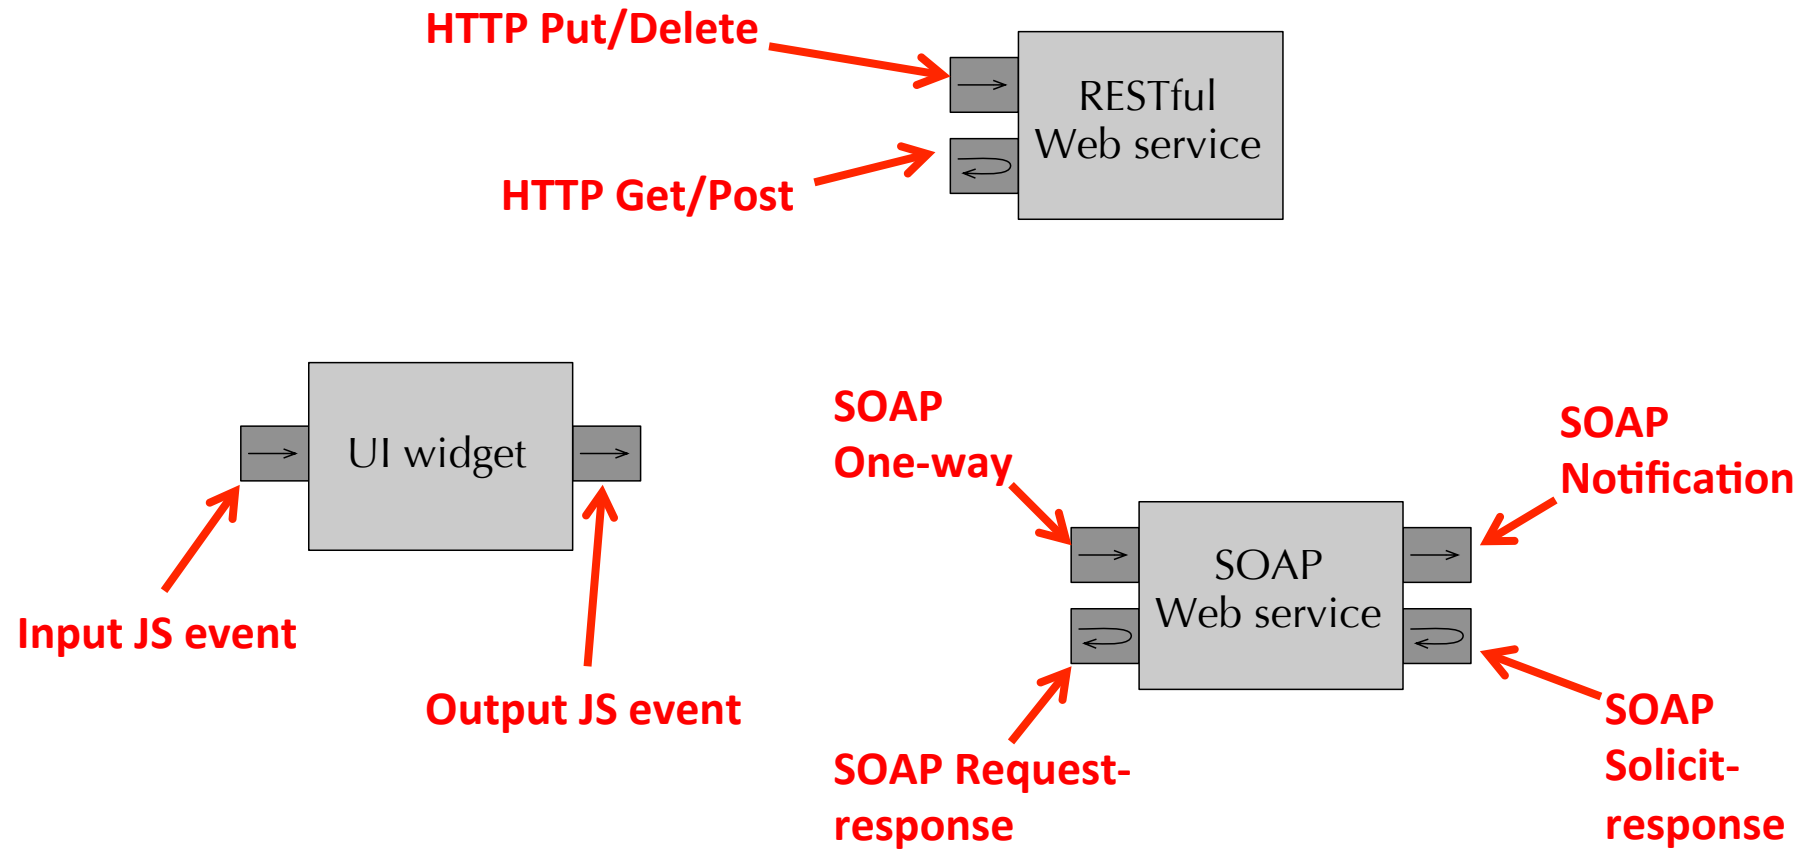 HTTP Put/Delete
RESTful
Web service
HTTP Get/Post
UI widget
Input JS event
Output JS event
SOAP
One-way
SOAP
Notification
SOAP
Web service
SOAP Request-
response
SOAP
Solicit-
response